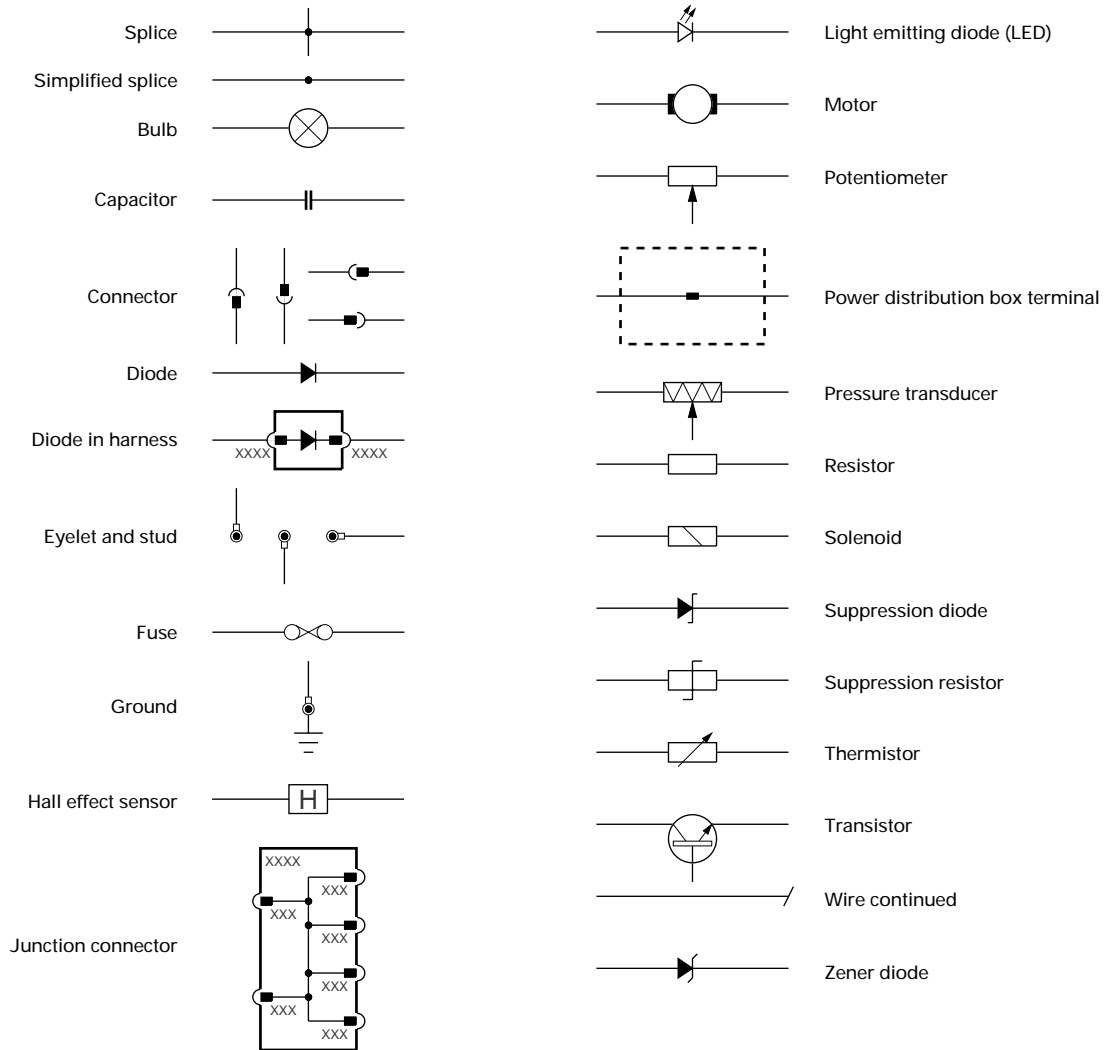 Splice
Simplified splice
Bulb
Capacitor
Connector
Diode
Diode in harness
XXXX
XXXX
Eyelet and stud
Fuse
Ground
Hall effect sensor
H
Junction connector
XXXX
XXX
XXX
XXX
XXX
XXX
XXX
Light emitting diode (LED)
Motor
Potentiometer
Power distribution box terminal
Pressure transducer
Resistor
Solenoid
Suppression diode
Suppression resistor
Thermistor
Transistor
Wire continued
Zener diode